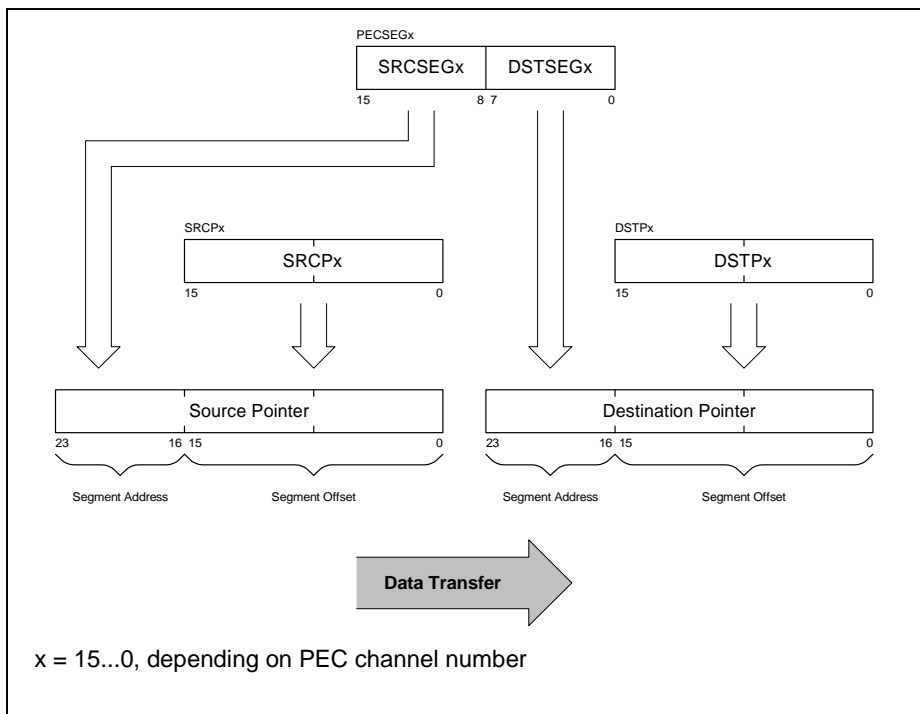 PECSEGx
SRCSEGx DSTSEGx
15 8 7 0
SRCPx DSTPx
SRCPx DSTPx
15 0 15 0
Source Pointer Destination Pointer
23 16 15 0 23 16 15 0
Segment Address Segment Offset Segment Address Segment Offset
Data Transfer
x = 15...0, depending on PEC channel number